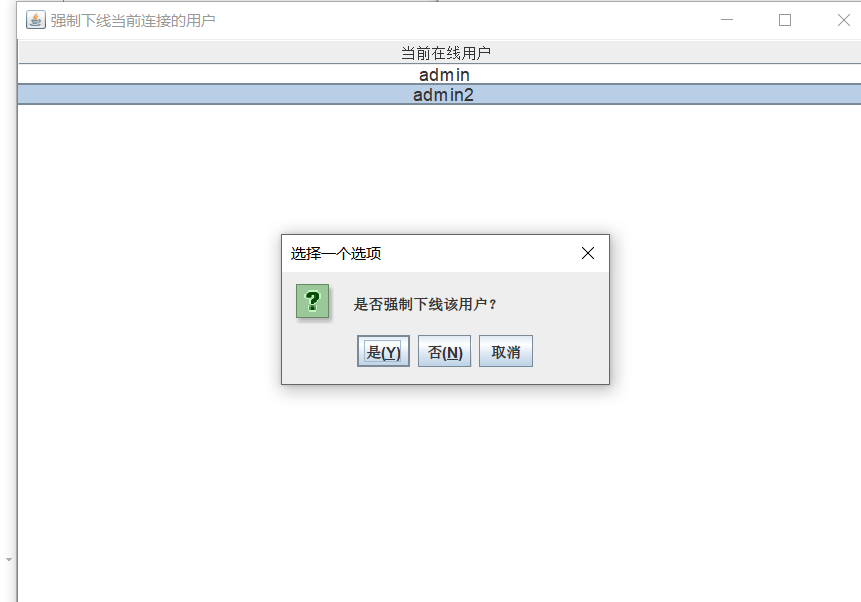 强制下线当前连接的用户
当前在线用户
admin
admin2
选择一个选项
是否强制下线该用户？
是(Y) 否(N) 取消